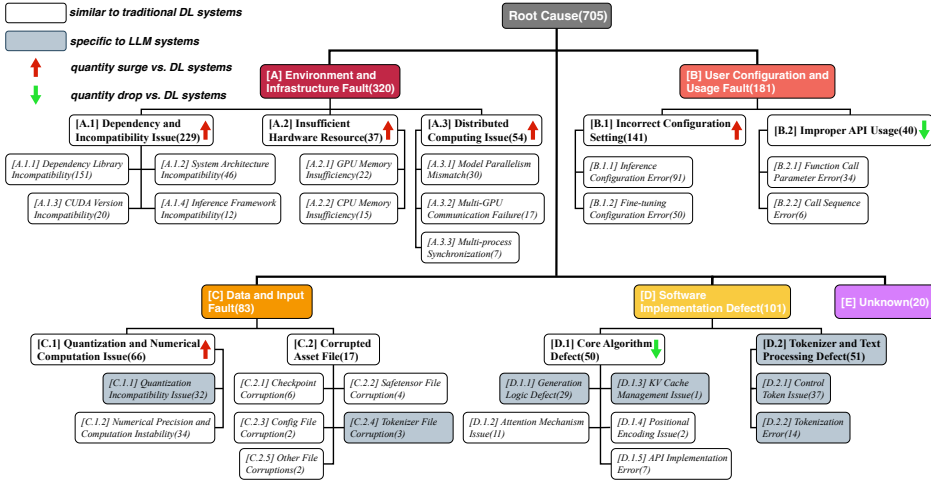 similar to traditional DL systems
specific to LLM systems
quantity surge vs. DL systems
quantity drop vs. DL systems
Root Cause(705)
[A] Environment and
Infrastructure Fault(320)
[B] User Configuration and
Usage Fault(181)
[A.1] Dependency and
Incompatibility Issue(229)
[A.2] Insufficient
Hardware Resource(37)
[A.3] Distributed
Computing Issue(54)
[B.1] Incorrect Configuration
Setting(141)
[B.2] Improper API Usage(40)
[A.1.1] Dependency Library
Incompatibility(151)
[A.1.2] System Architecture
Incompatibility(46)
[A.1.3] CUDA Version
Incompatibility(20)
[A.1.4] Inference Framework
Incompatibility(12)
[A.2.1] GPU Memory
Insufficiency(22)
[A.2.2] CPU Memory
Insufficiency(15)
[A.3.1] Model Parallelism
Mismatch(30)
[A.3.2] Multi-GPU
Communication Failure(17)
[A.3.3] Multi-process
Synchronization(7)
[B.1.1] Inference
Configuration Error(91)
[B.1.2] Fine-tuning
Configuration Error(50)
[B.2.1] Function Call
Parameter Error(34)
[B.2.2] Call Sequence
Error(6)
[C] Data and Input
Fault(83)
[D] Software
Implementation Defect(101)
[E] Unknown(20)
[C.1] Quantization and Numerical
Computation Issue(66)
[C.2] Corrupted
Asset File(17)
[D.1] Core Algorithm
Defect(50)
[D.2] Tokenizer and Text
Processing Defect(51)
[C.1.1] Quantization
Incompatibility Issue(32)
[C.1.2] Numerical Precision and
Computation Instability(34)
[C.2.1] Checkpoint
Corruption(6)
[C.2.2] Safetensor File
Corruption(4)
[C.2.3] Config File
Corruption(2)
[C.2.4] Tokenizer File
Corruption(3)
[C.2.5] Other File
Corruptions(2)
[D.1.1] Generation
Logic Defect(29)
[D.1.3] KV Cache
Management Issue(1)
[D.1.2] Attention Mechanism
Issue(11)
[D.1.4] Positional
Encoding Issue(2)
[D.1.5] API Implementation
Error(7)
[D.2.1] Control
Token Issue(37)
[D.2.2] Tokenization
Error(14)